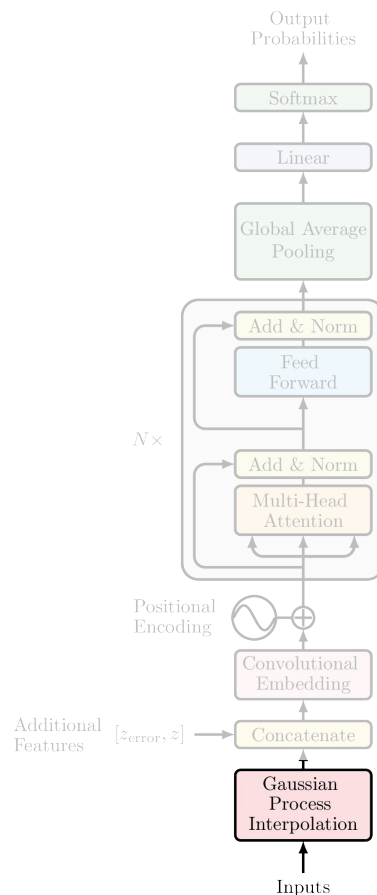 Output
Probabilities
Softmax
Linear
Global Average
Pooling
Add & Norm
Feed
Forward
N×
Add & Norm
Multi-Head
Attention
Positional
Encoding
Convolutional
Embedding
Additional
Features
[z_error, z]
Concatenate
Gaussian
Process
Interpolation
Inputs